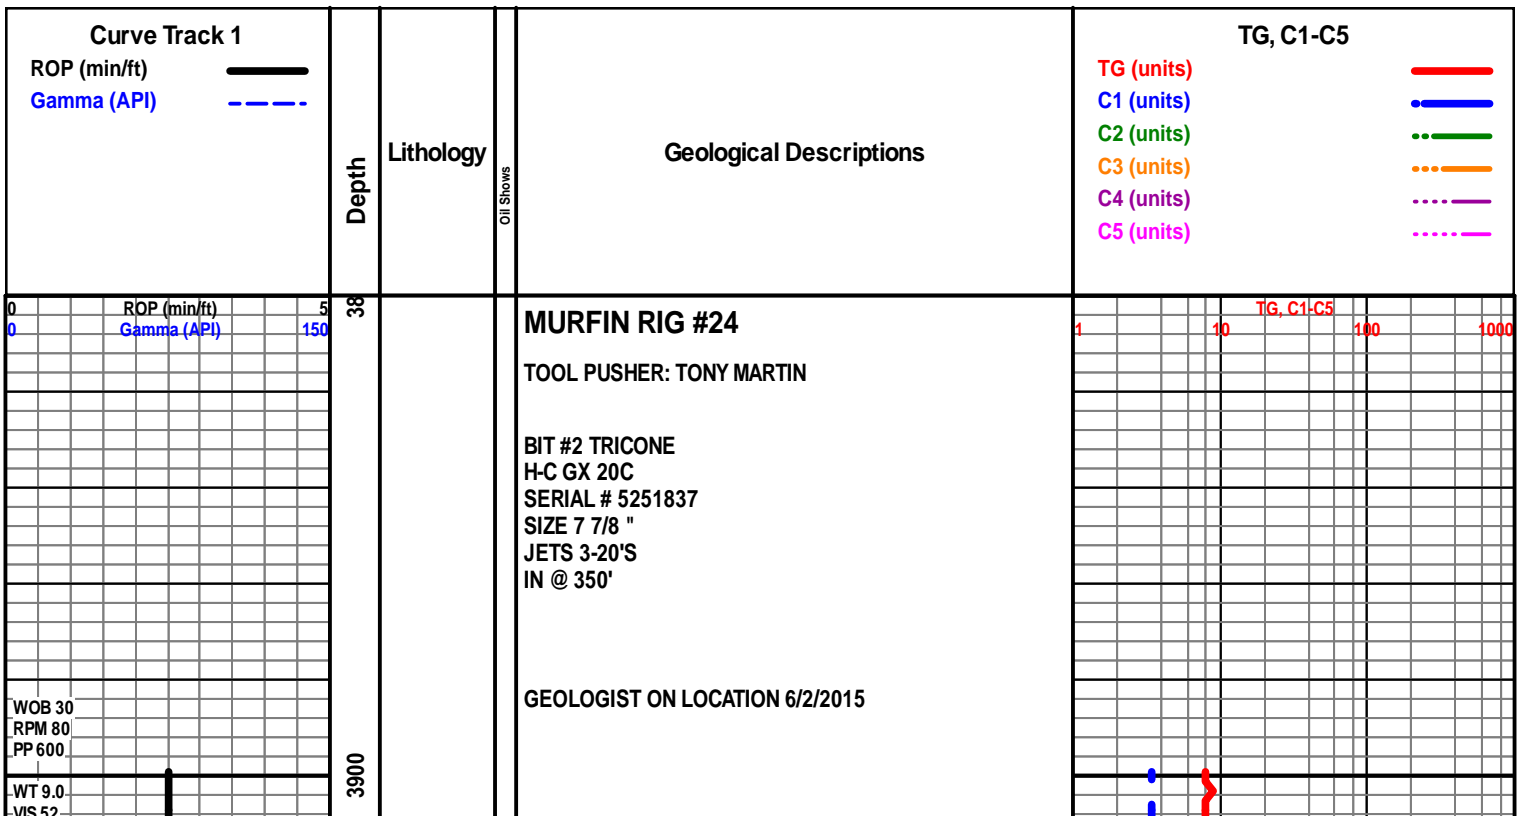 Curve Track 1
ROP (min/ft)
Gamma (API)
Depth
Lithology
Oil Shows
Geological Descriptions
TG, C1-C5
TG (units)
C1 (units)
C2 (units)
C3 (units)
C4 (units)
C5 (units)
0 ROP (min/ft) 5
0 Gamma (API) 150
38
MURFIN RIG #24
TOOL PUSHER: TONY MARTIN
BIT #2 TRICONE
H-C GX 20C
SERIAL # 5251837
SIZE 7 7/8 "
JETS 3-20'S
IN @ 350'
GEOLOGIST ON LOCATION 6/2/2015
TG, C1-C5
1 10 100 1000
WOB 30
RPM 80
PP 600
3900
WT 9.0
VIS 52